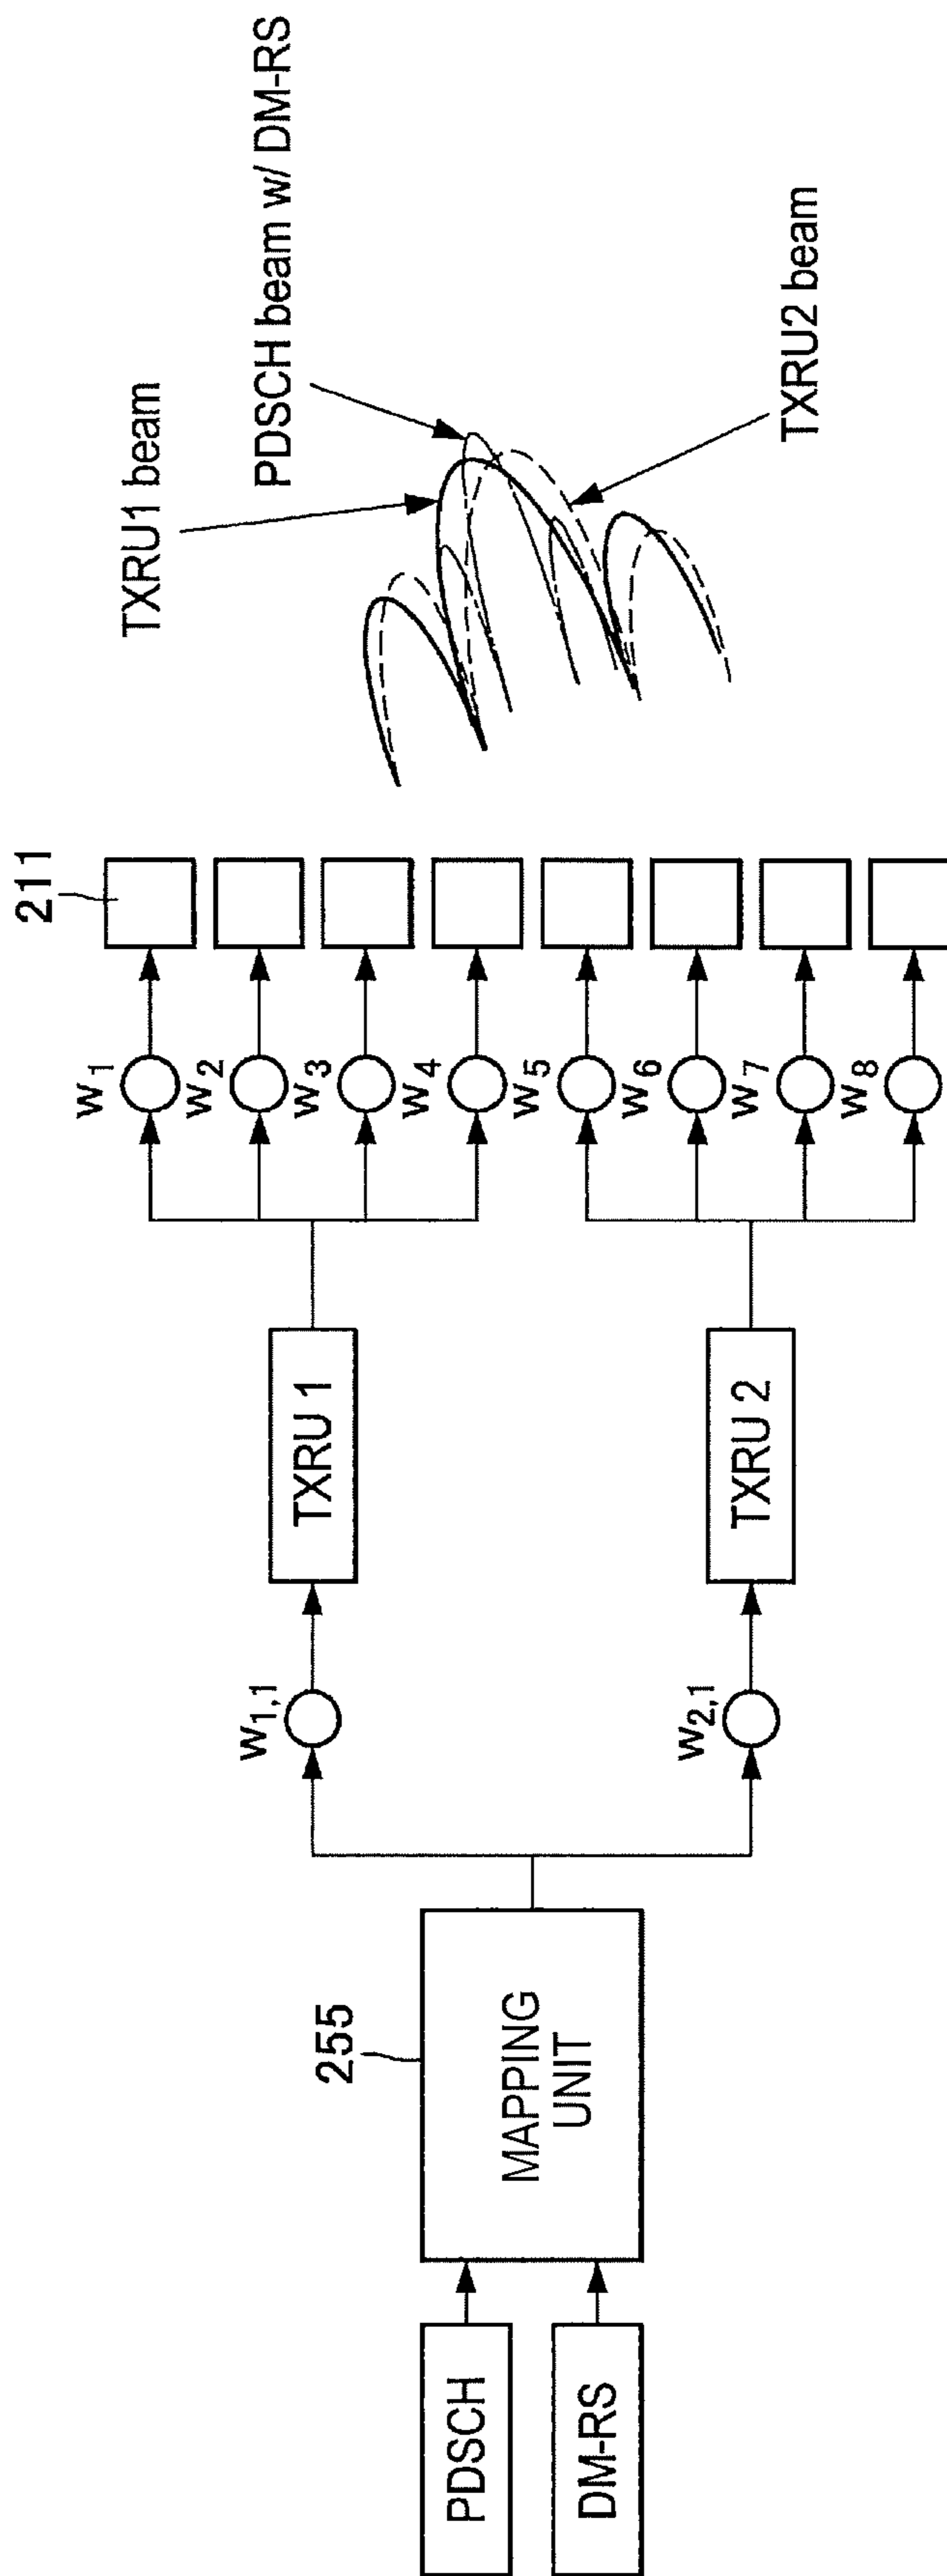 PDSCH
DM-RS
255
MAPPING
UNIT
w1,1
w2,1
TXRU 1
TXRU 2
w1
w2
w3
w4
w5
w6
w7
w8
211
TXRU1 beam
PDSCH beam w/ DM-RS
TXRU2 beam